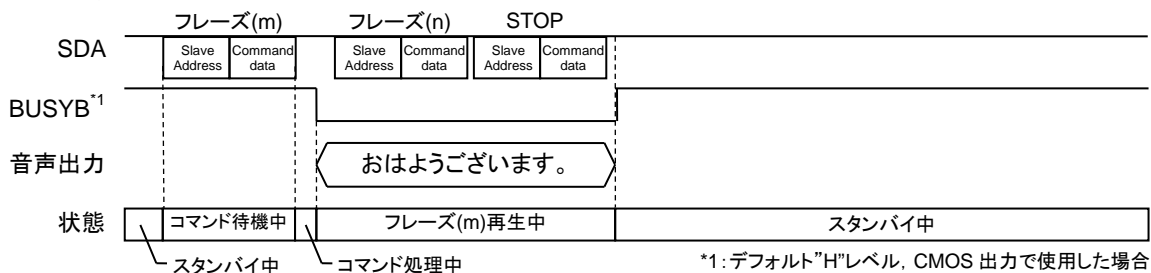 フレーズ(m) フレーズ(n) STOP
SDA Slave Address Command data Slave Address Command data Slave Address Command data
BUSYB*1
音声出力 おはようございます。
状態 コマンド待機中 フレーズ(m)再生中 スタンバイ中
スタンバイ中 コマンド処理中 *1:デフォルト"H"レベル, CMOS 出力で使用した場合